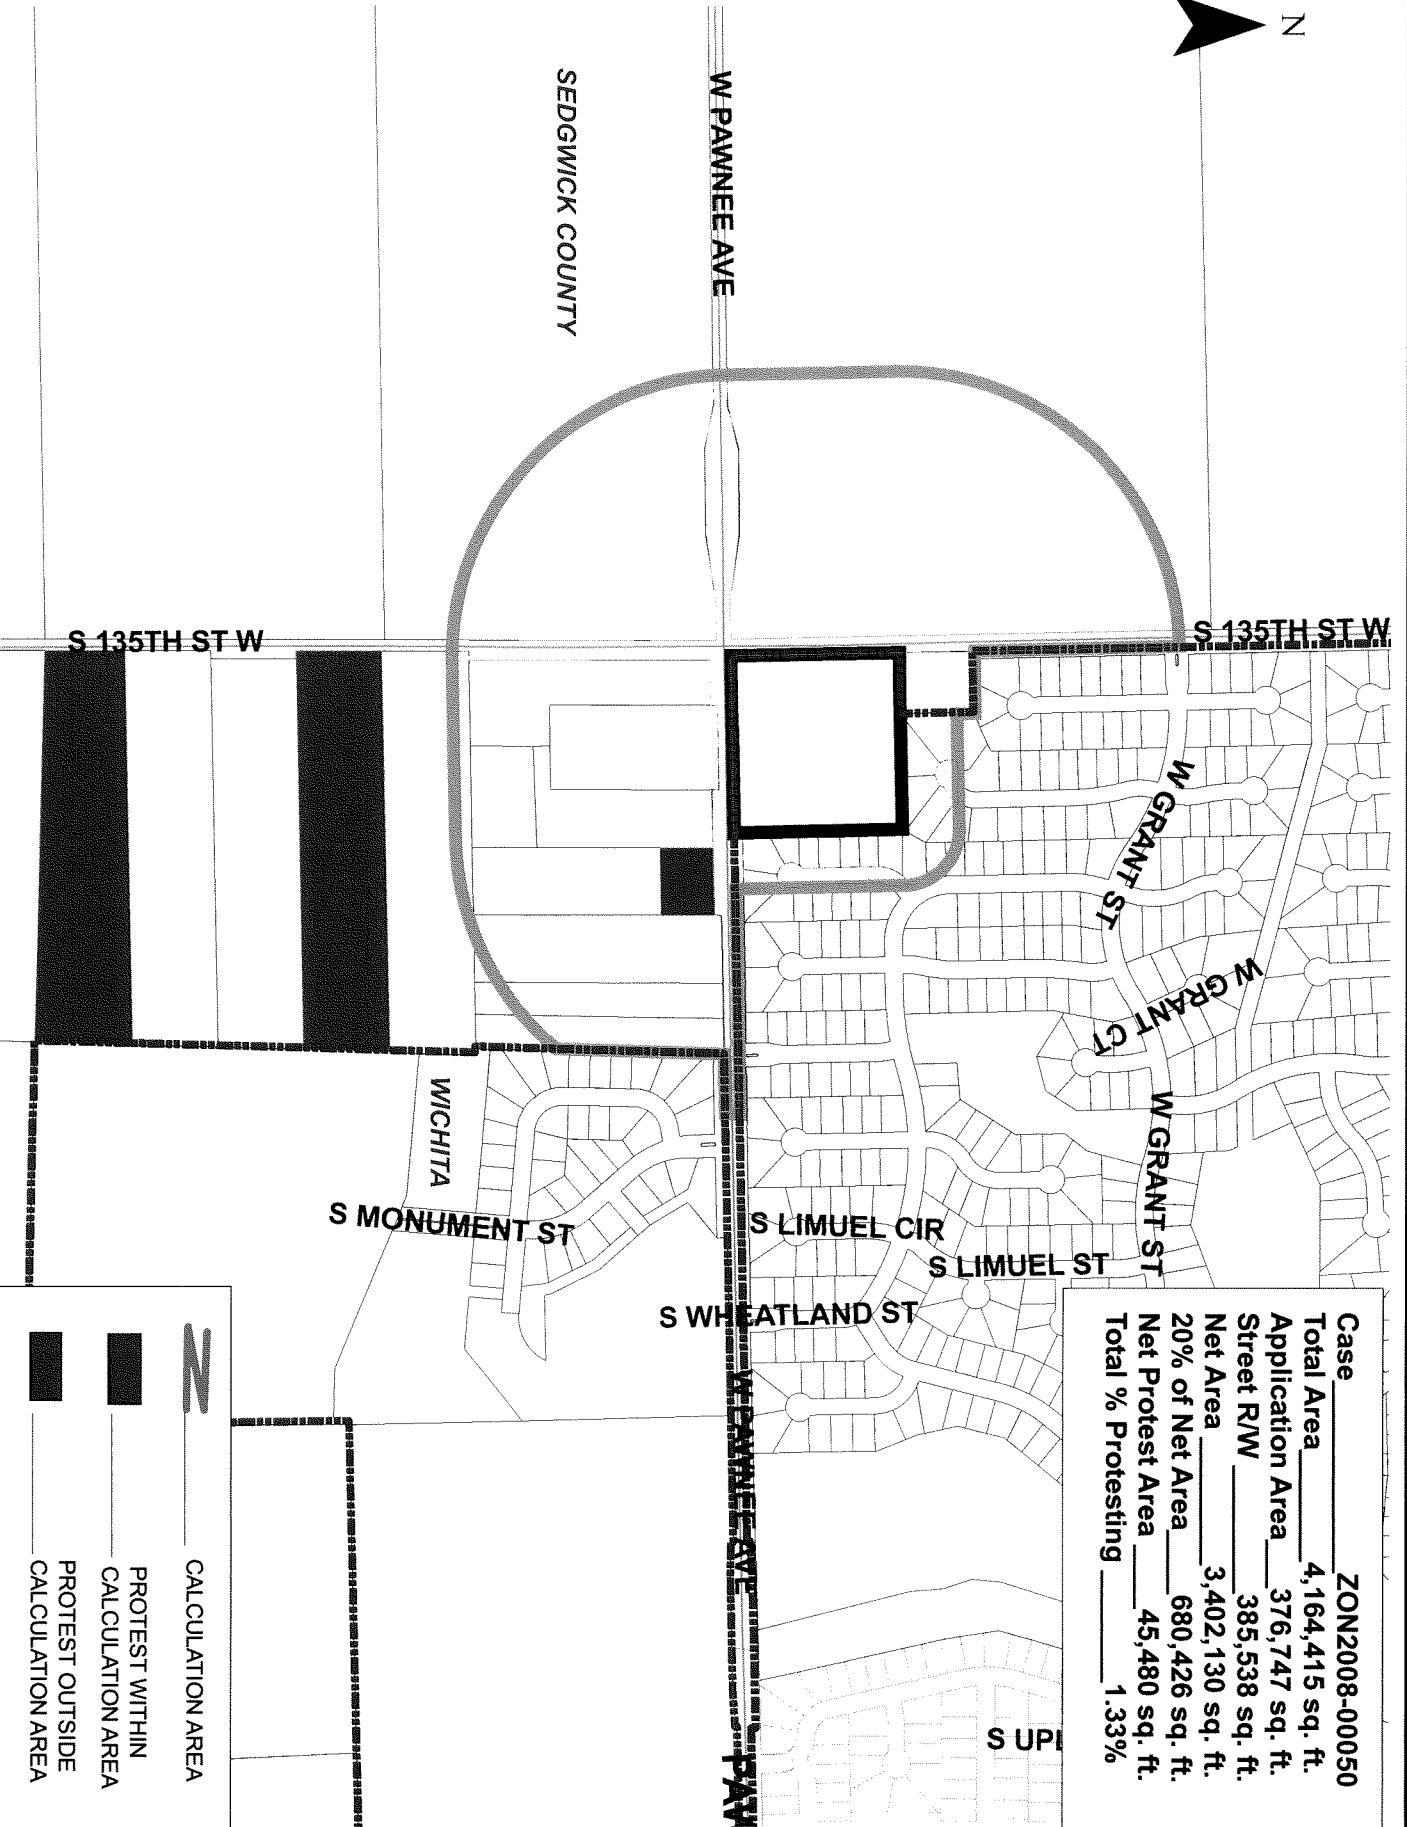 N
W PAWNEE AVE
SEDGWICK COUNTY
S 135TH ST W
S 135TH ST W
W GRANT ST
W GRANT CT
W GRANT ST
WICHITA
S MONUMENT ST
S LIMUEL CIR
S LIMUEL ST
S WHEATLAND ST
W PAWNEE AVE
S UPL
PAW
Case ZON2008-00050
Total Area 4,164,415 sq. ft.
Application Area 376,747 sq. ft.
Street R/W 385,538 sq. ft.
Net Area 3,402,130 sq. ft.
20% of Net Area 680,426 sq. ft.
Net Protest Area 45,480 sq. ft.
Total % Protesting 1.33%
CALCULATION AREA
PROTEST WITHIN
CALCULATION AREA
PROTEST OUTSIDE
CALCULATION AREA